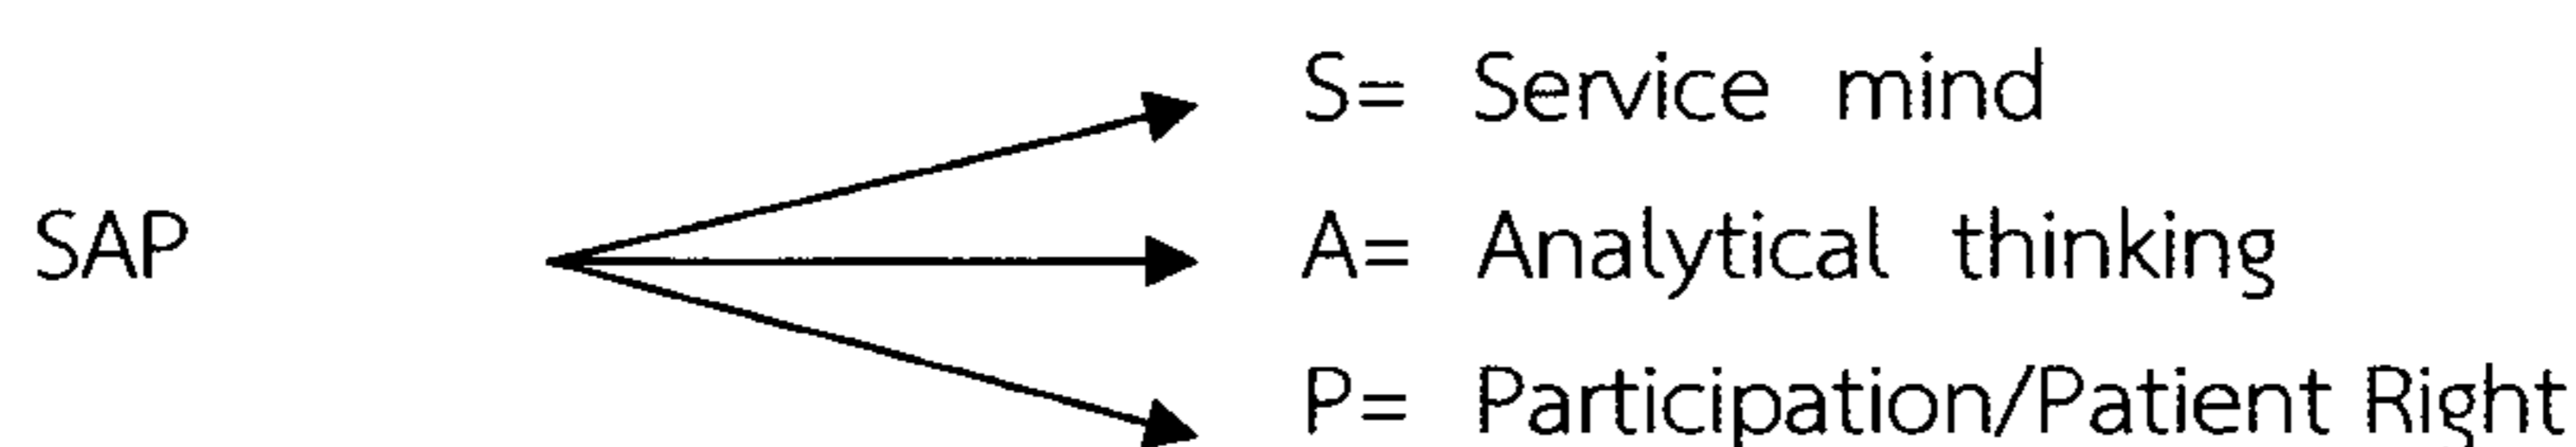 S= Service mind
SAP
A= Analytical thinking
P= Participation/Patient Right